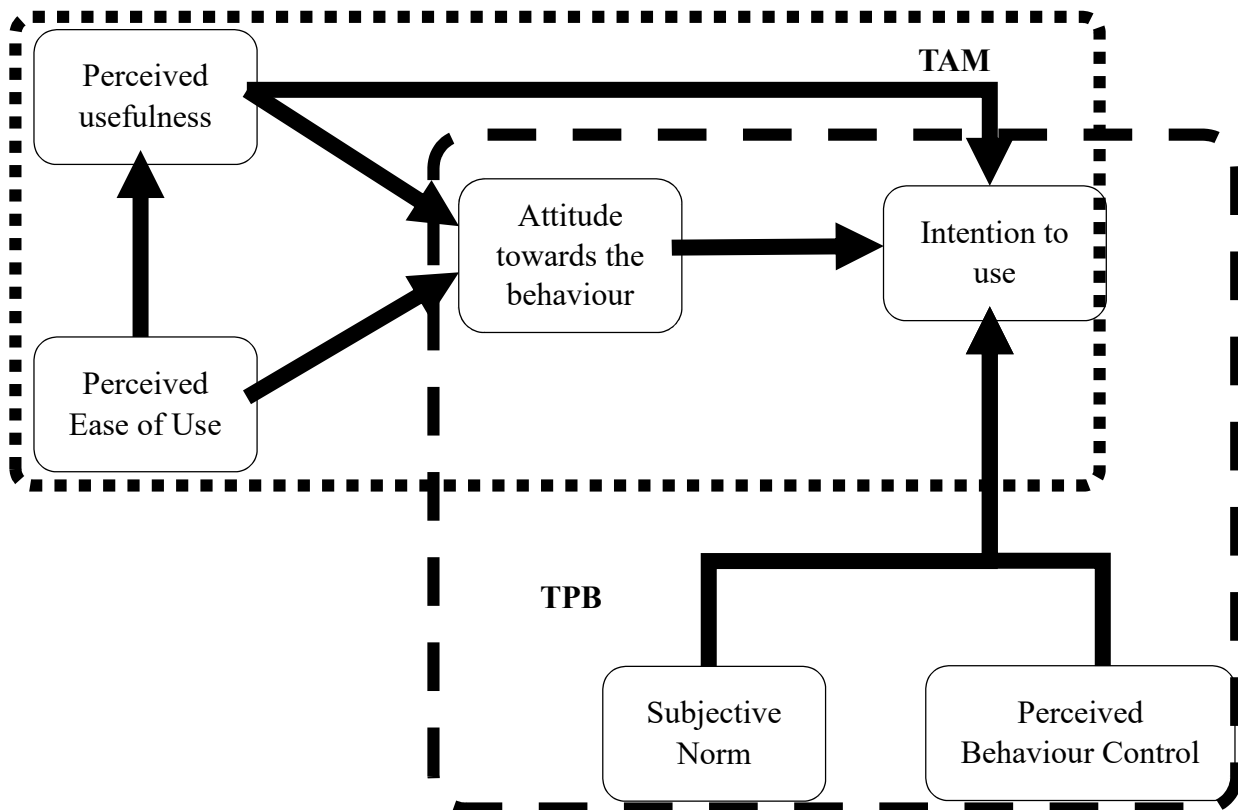 TAM
Perceived
usefulness
Attitude
towards the
behaviour
Intention to
use
Perceived
Ease of Use
TPB
Subjective
Norm
Perceived
Behaviour Control